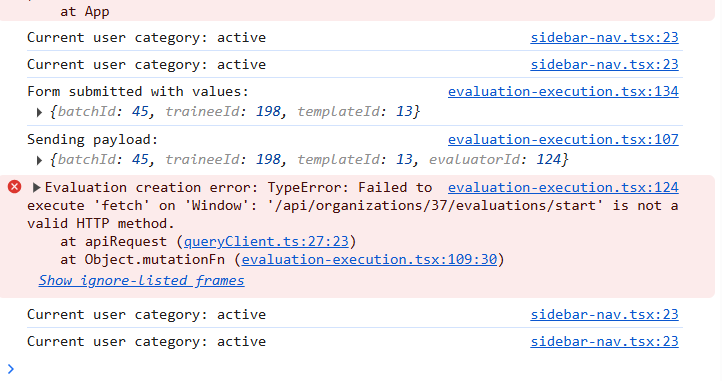 at App
Current user category: active sidebar-nav.tsx:23
Current user category: active sidebar-nav.tsx:23
Form submitted with values: evaluation-execution.tsx:134
▶ {batchId: 45, traineeId: 198, templateId: 13}
Sending payload: evaluation-execution.tsx:107
▶ {batchId: 45, traineeId: 198, templateId: 13, evaluatorId: 124}
▶Evaluation creation error: TypeError: Failed to evaluation-execution.tsx:124
execute 'fetch' on 'Window': '/api/organizations/37/evaluations/start' is not a
valid HTTP method.
at apiRequest (queryClient.ts:27:23)
at Object.mutationFn (evaluation-execution.tsx:109:30)
Show ignore-listed frames
Current user category: active sidebar-nav.tsx:23
Current user category: active sidebar-nav.tsx:23